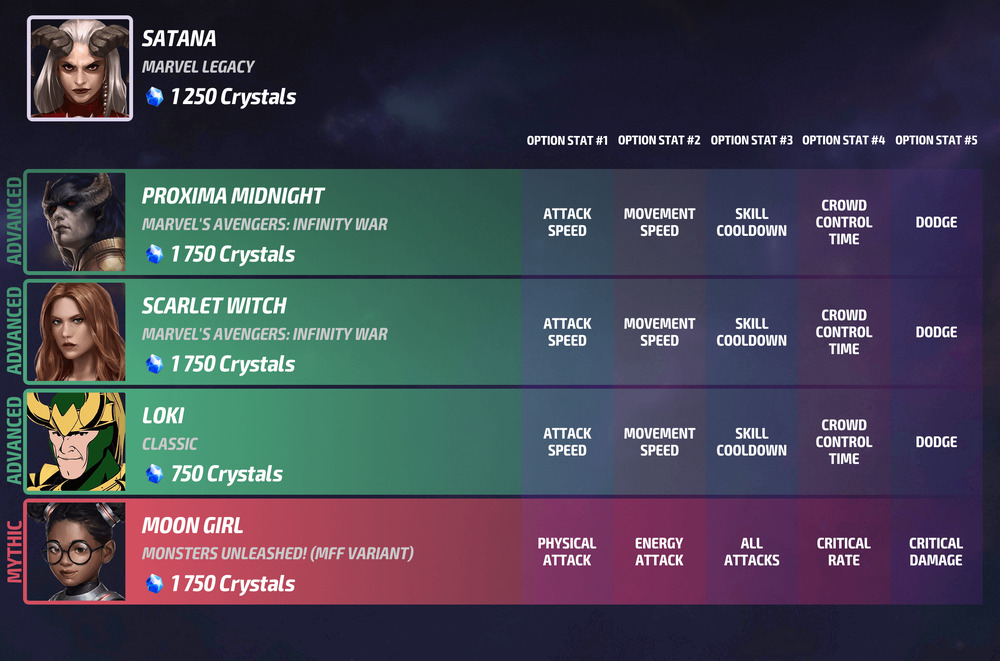 SATANA
MARVEL LEGACY
1 250 Crystals
OPTION STAT #1 OPTION STAT #2 OPTION STAT #3 OPTION STAT #4 OPTION STAT #5
ADVANCED
PROXIMA MIDNIGHT
MARVEL'S AVENGERS: INFINITY WAR
1 750 Crystals
ATTACK
SPEED
MOVEMENT
SPEED
SKILL
COOLDOWN
CROWD
CONTROL
TIME
DODGE
ADVANCED
SCARLET WITCH
MARVEL'S AVENGERS: INFINITY WAR
1 750 Crystals
ATTACK
SPEED
MOVEMENT
SPEED
SKILL
COOLDOWN
CROWD
CONTROL
TIME
DODGE
ADVANCED
LOKI
CLASSIC
750 Crystals
ATTACK
SPEED
MOVEMENT
SPEED
SKILL
COOLDOWN
CROWD
CONTROL
TIME
DODGE
MYTHIC
MOON GIRL
MONSTERS UNLEASHED! (MFF VARIANT)
1 750 Crystals
PHYSICAL
ATTACK
ENERGY
ATTACK
ALL
ATTACKS
CRITICAL
RATE
CRITICAL
DAMAGE